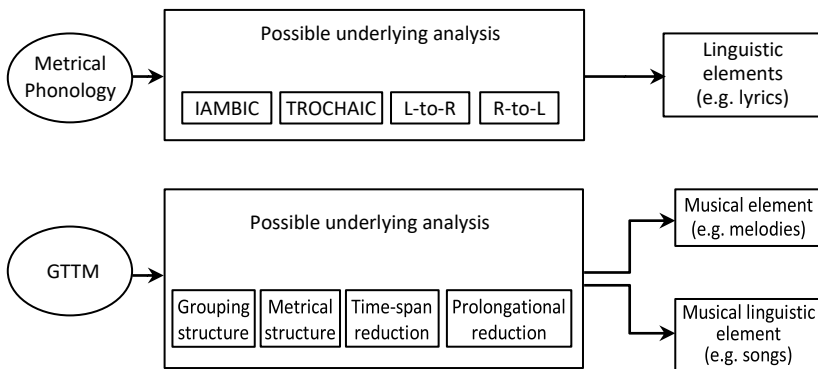 Metrical
Phonology
Possible underlying analysis
IAMBIC
TROCHAIC
L-to-R
R-to-L
Linguistic
elements
(e.g. lyrics)
GTTM
Possible underlying analysis
Grouping
structure
Metrical
structure
Time-span
reduction
Prolongational
reduction
Musical element
(e.g. melodies)
Musical linguistic
element
(e.g. songs)